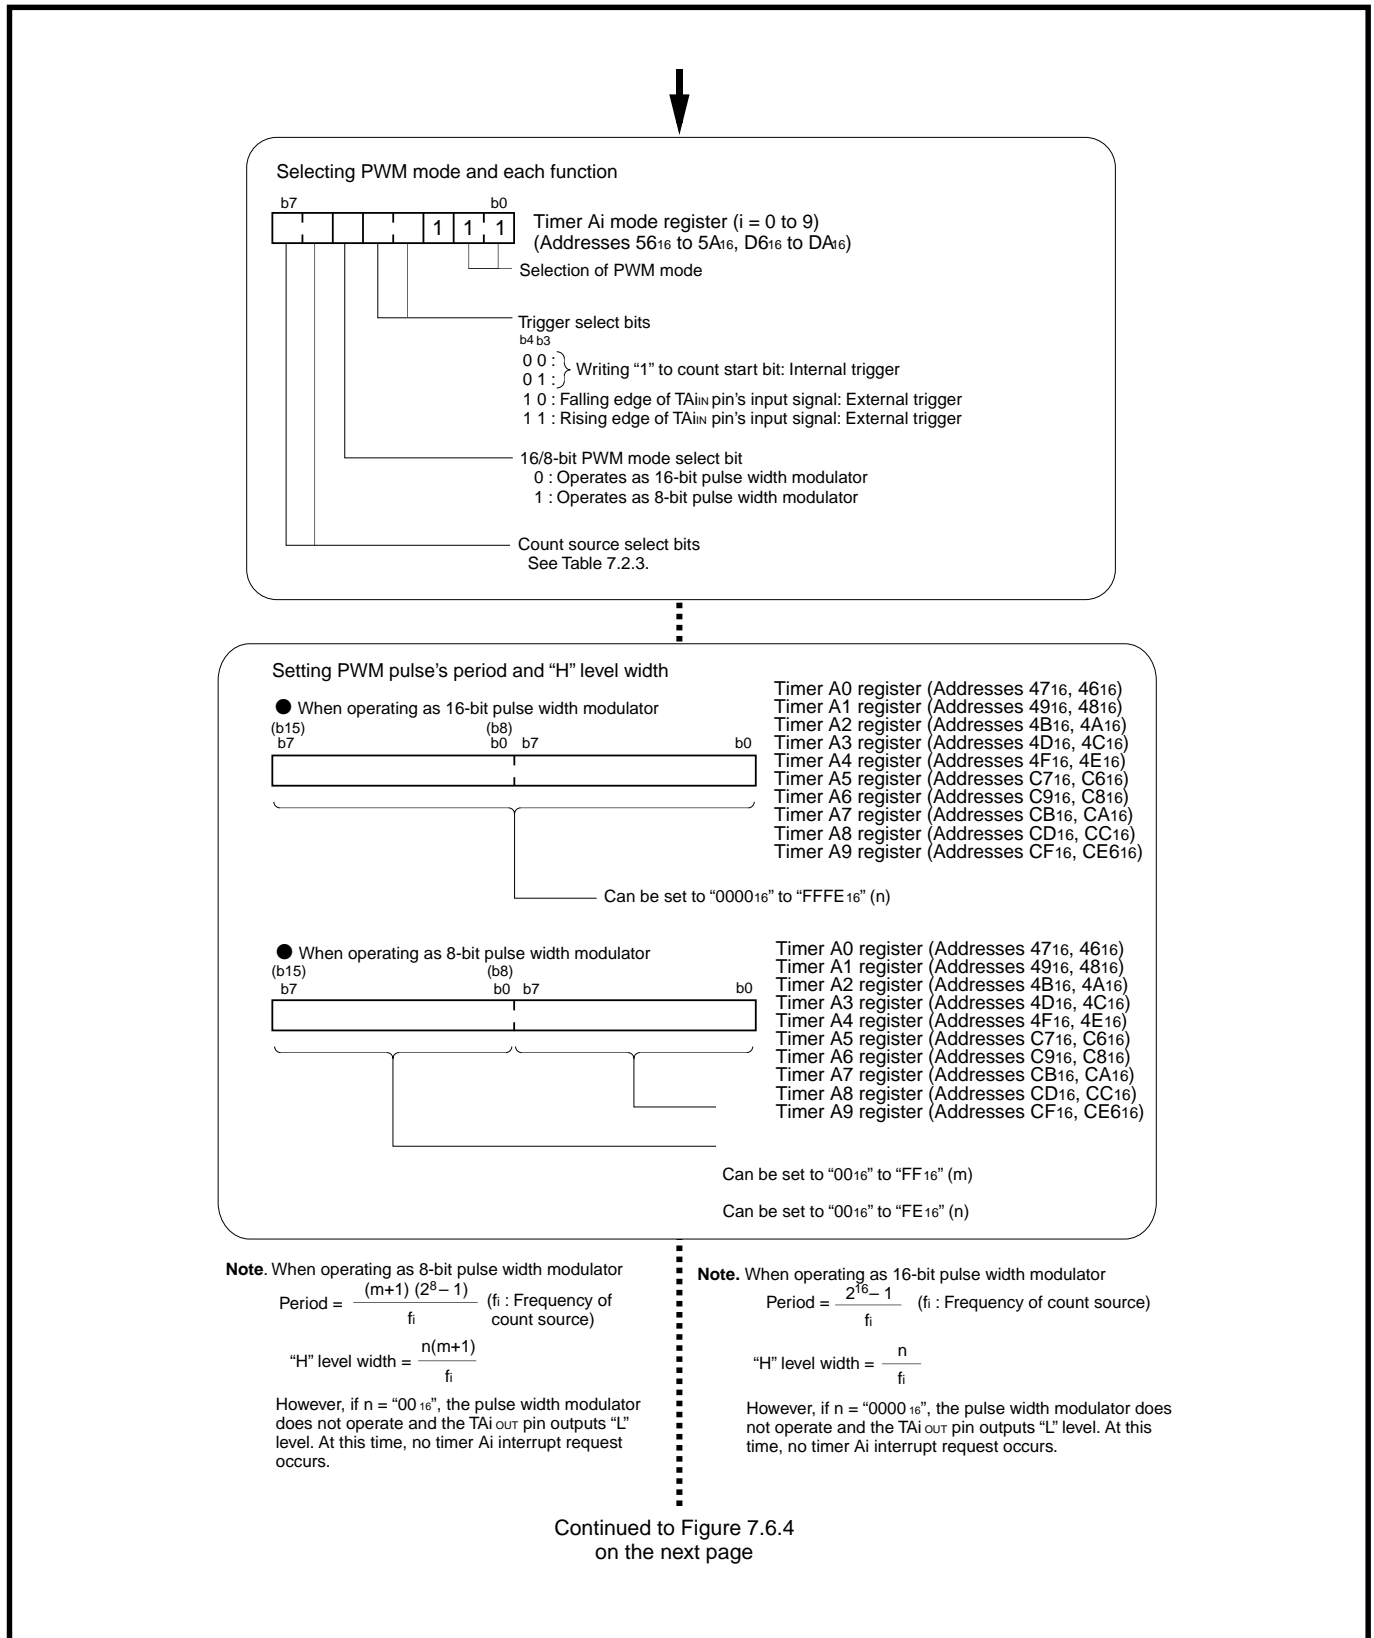 Selecting PWM mode and each function
b7 b0
1 1 1
Timer Ai mode register (i = 0 to 9)
(Addresses 5616 to 5A16, D616 to DA16)
Selection of PWM mode
Trigger select bits
b4 b3
0 0 :
0 1 :
Writing “1” to count start bit: Internal trigger
1 0 : Falling edge of TAiIN pin’s input signal: External trigger
1 1 : Rising edge of TAiIN pin’s input signal: External trigger
16/8-bit PWM mode select bit
0 : Operates as 16-bit pulse width modulator
1 : Operates as 8-bit pulse width modulator
Count source select bits
See Table 7.2.3.
Setting PWM pulse’s period and “H” level width
● When operating as 16-bit pulse width modulator
(b15) (b8)
b7 b0 b7 b0
Timer A0 register (Addresses 4716, 4616)
Timer A1 register (Addresses 4916, 4816)
Timer A2 register (Addresses 4B16, 4A16)
Timer A3 register (Addresses 4D16, 4C16)
Timer A4 register (Addresses 4F16, 4E16)
Timer A5 register (Addresses C716, C616)
Timer A6 register (Addresses C916, C816)
Timer A7 register (Addresses CB16, CA16)
Timer A8 register (Addresses CD16, CC16)
Timer A9 register (Addresses CF16, CE616)
Can be set to “000016” to “FFFE16” (n)
● When operating as 8-bit pulse width modulator
(b15) (b8)
b7 b0 b7 b0
Timer A0 register (Addresses 4716, 4616)
Timer A1 register (Addresses 4916, 4816)
Timer A2 register (Addresses 4B16, 4A16)
Timer A3 register (Addresses 4D16, 4C16)
Timer A4 register (Addresses 4F16, 4E16)
Timer A5 register (Addresses C716, C616)
Timer A6 register (Addresses C916, C816)
Timer A7 register (Addresses CB16, CA16)
Timer A8 register (Addresses CD16, CC16)
Timer A9 register (Addresses CF16, CE616)
Can be set to “0016” to “FF16” (m)
Can be set to “0016” to “FE16” (n)
Note. When operating as 8-bit pulse width modulator
Period = (m+1) (2⁸ – 1) / fi (fi : Frequency of
count source)
“H” level width = n(m+1) / fi
However, if n = “0016”, the pulse width modulator
does not operate and the TAiOUT pin outputs “L”
level. At this time, no timer Ai interrupt request
occurs.
Note. When operating as 16-bit pulse width modulator
Period = 2¹⁶ – 1 / fi (fi : Frequency of count source)
“H” level width = n / fi
However, if n = “000016”, the pulse width modulator does
not operate and the TAiOUT pin outputs “L” level. At this
time, no timer Ai interrupt request occurs.
Continued to Figure 7.6.4
on the next page